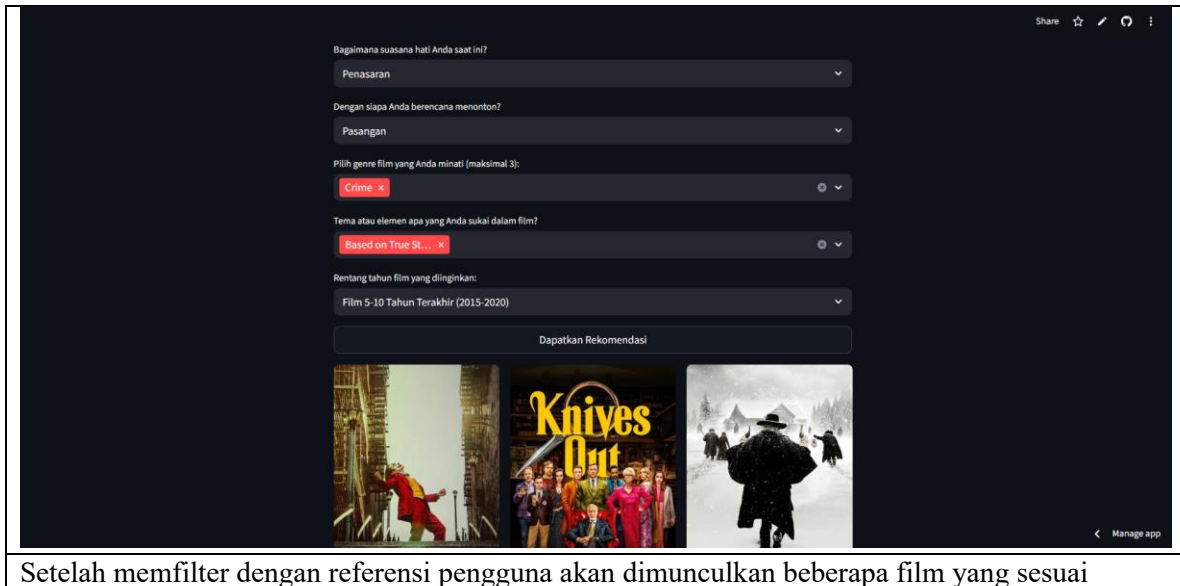 Share
Bagaimana suasana hati Anda saat ini?
Penasaran
Dengan siapa Anda berencana menonton?
Pasangan
Pilih genre film yang Anda minati (maksimal 3):
Crime ×
Tema atau elemen apa yang Anda sukai dalam film?
Based on True St... ×
Rentang tahun film yang diinginkan:
Film 5-10 Tahun Terakhir (2015-2020)
Dapatkan Rekomendasi
Knives
Out
Manage app
Setelah memfilter dengan referensi pengguna akan dimunculkan beberapa film yang sesuai